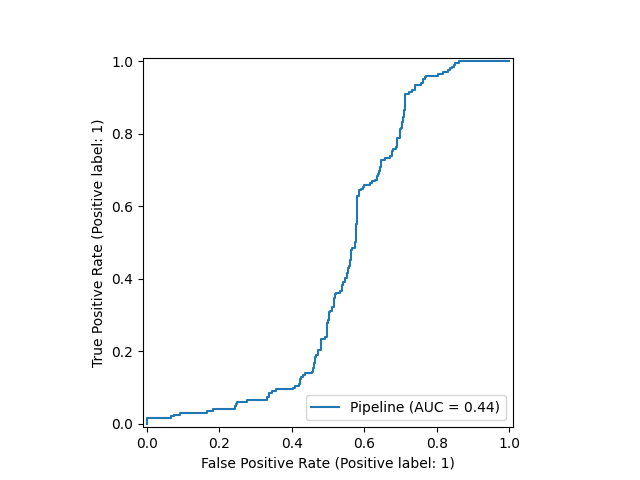 1.0
0.8
0.6
0.4
0.2
0.0
True Positive Rate (Positive label: 1)
Pipeline (AUC = 0.44)
0.0 0.2 0.4 0.6 0.8 1.0
False Positive Rate (Positive label: 1)